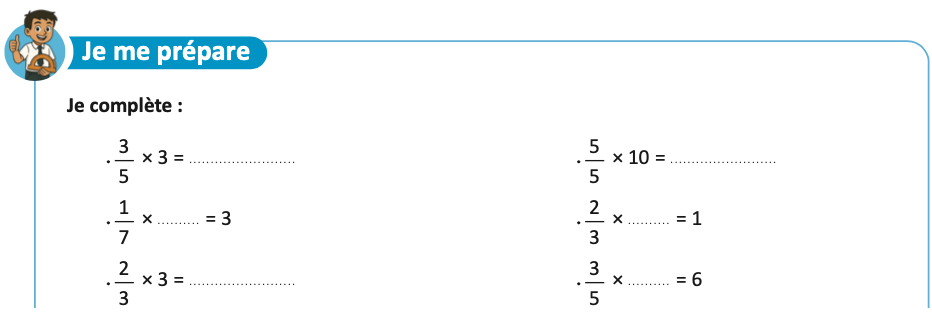 Je me prépare
Je complète :
. 3/5 × 3 = .........................
. 5/5 × 10 = .........................
. 1/7 × .......... = 3
. 2/3 × .......... = 1
. 2/3 × 3 = .........................
. 3/5 × .......... = 6